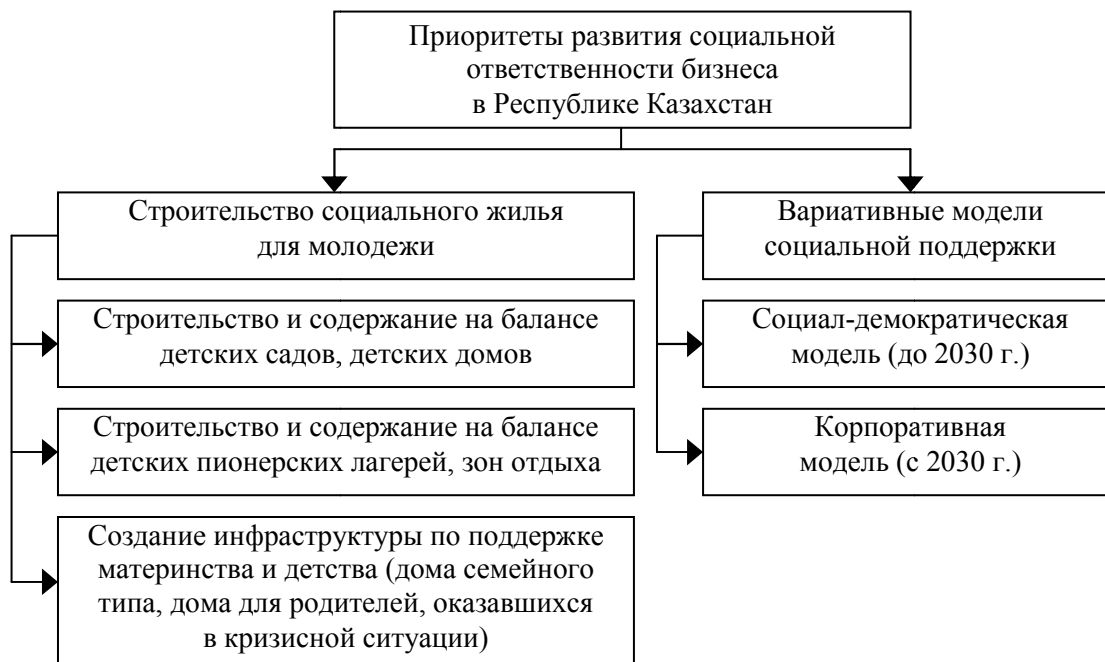 Приоритеты развития социальной
ответственности бизнеса
в Республике Казахстан
Строительство социального жилья
для молодежи
Строительство и содержание на балансе
детских садов, детских домов
Строительство и содержание на балансе
детских пионерских лагерей, зон отдыха
Создание инфраструктуры по поддержке
материнства и детства (дома семейного
типа, дома для родителей, оказавшихся
в кризисной ситуации)
Вариативные модели
социальной поддержки
Социал-демократическая
модель (до 2030 г.)
Корпоративная
модель (с 2030 г.)